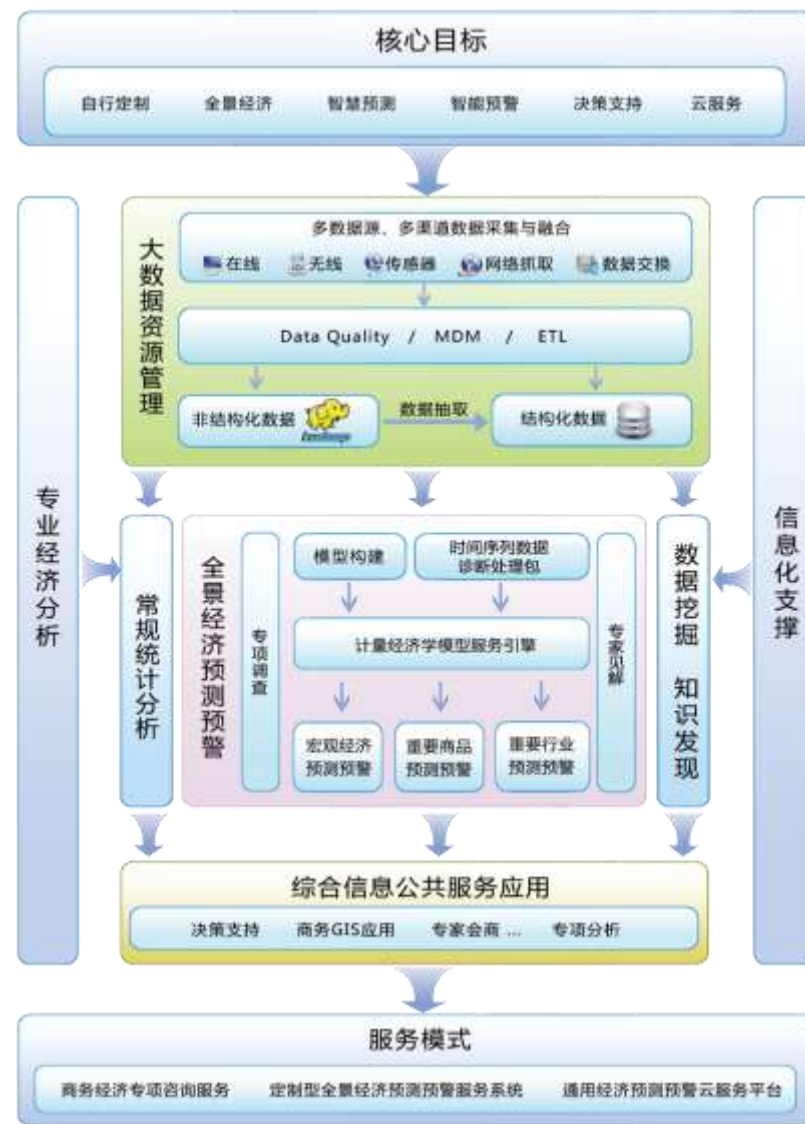 核心目标
自行定制 全景经济 智慧预测 智能预警 决策支持 云服务
专业经济分析
大数据资源管理
多数据源、多渠道数据采集与融合
在线 无线 传感器 网络抓取 数据交换
Data Quality / MDM / ETL
非结构化数据
数据抽取
结构化数据
常规统计分析
全景经济预测预警
专项调查
模型构建
时间序列数据
诊断处理包
计量经济学模型服务引擎
宏观经济
预测预警
重要商品
预测预警
重要行业
预测预警
专家见解
数据挖掘 知识发现
信息化支撑
综合信息公共服务应用
决策支持 商务GIS应用 专家会商 ... 专项分析
服务模式
商务经济专项咨询服务 定制型全景经济预测预警服务系统 通用经济预测预警云服务平台